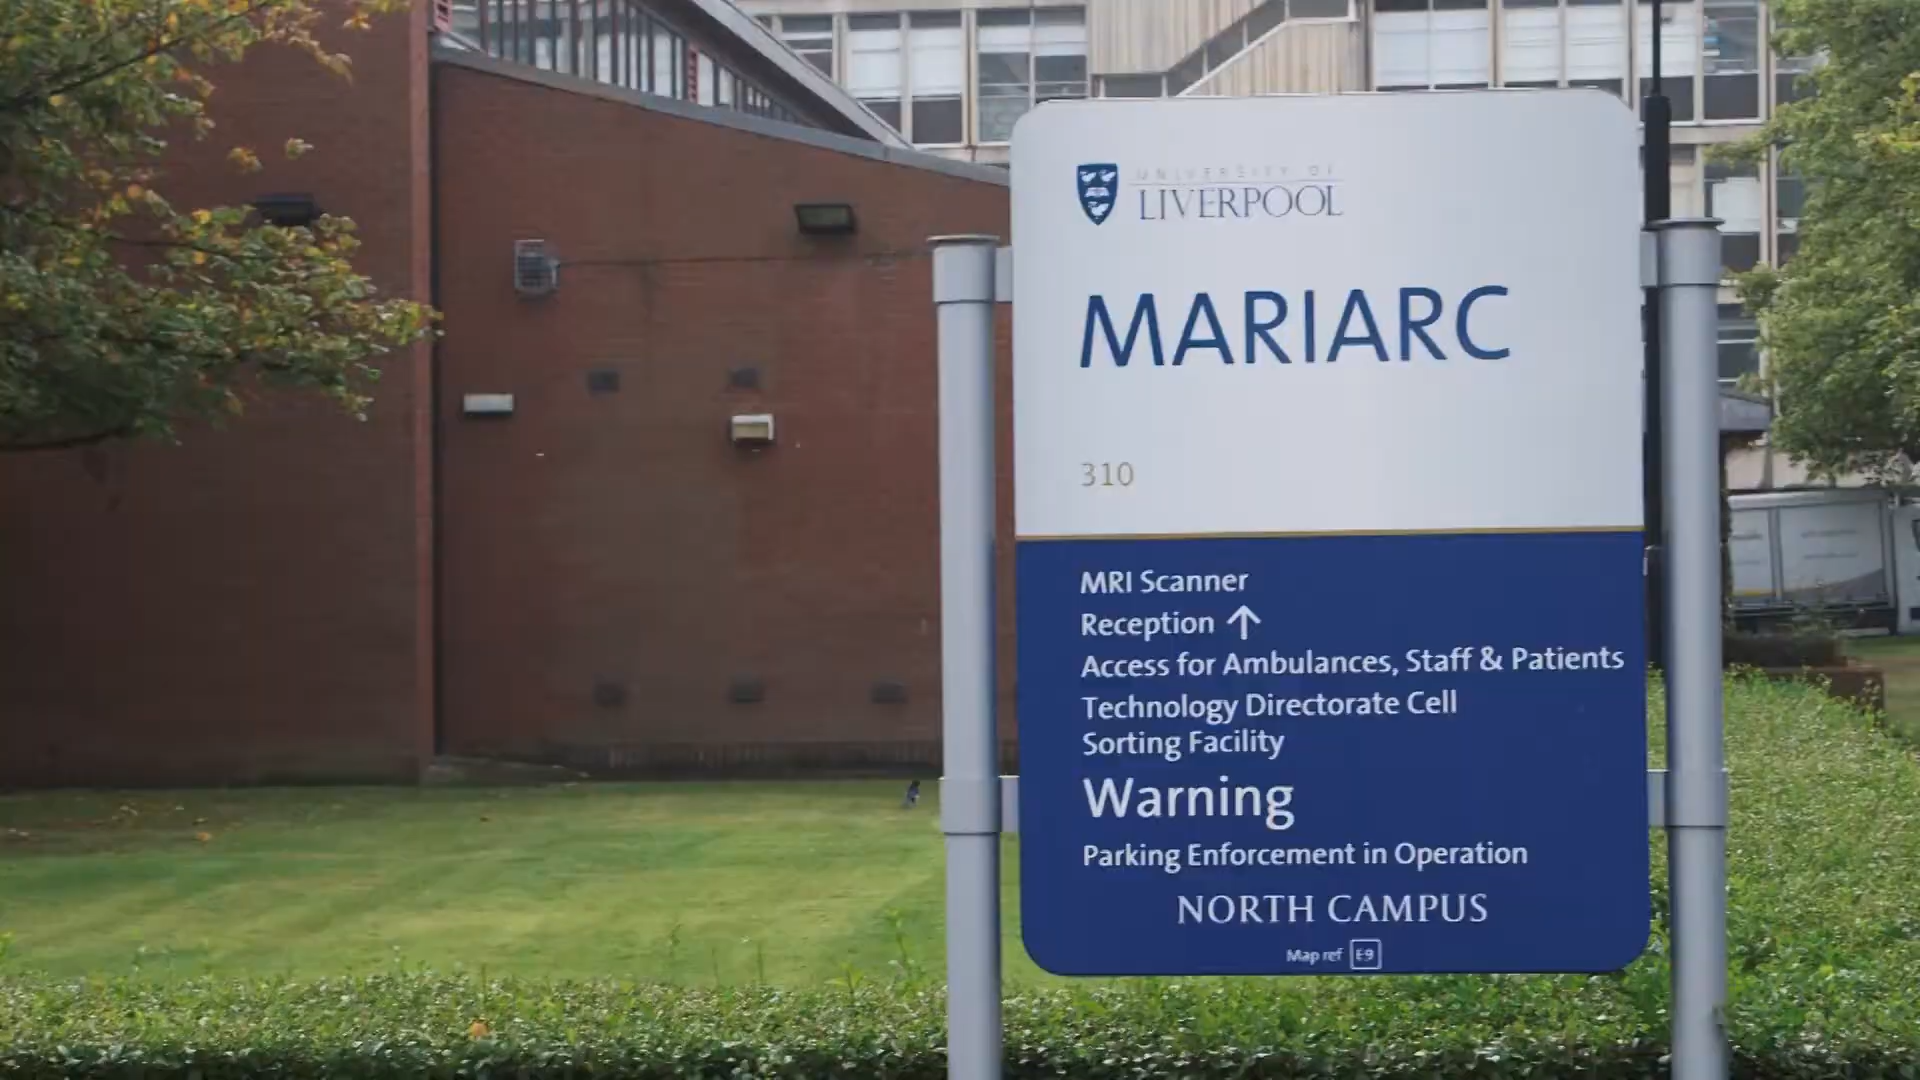 UNIVERSITY OF
LIVERPOOL
MARIARC
310
MRI Scanner
Reception ↑
Access for Ambulances, Staff & Patients
Technology Directorate Cell
Sorting Facility
Warning
Parking Enforcement in Operation
NORTH CAMPUS
Map ref E9